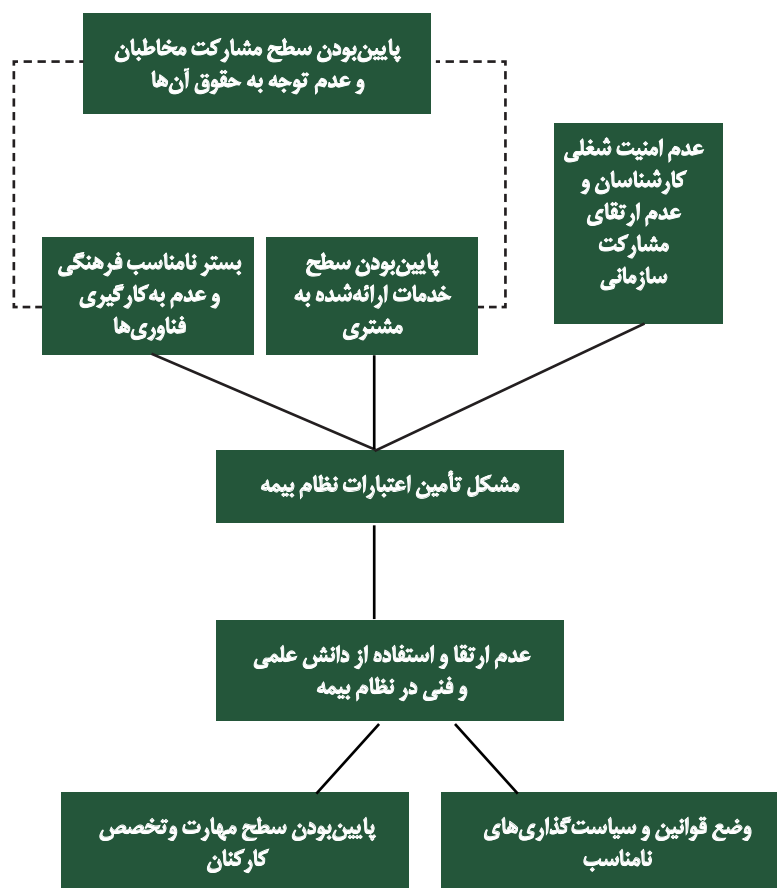 پایین‌بودن سطح مشارکت مخاطبان
و عدم توجه به حقوق آن‌ها
عدم امنیت شغلی
کارشناسان و
عدم ارتقای
مشارکت
سازمانی
پایین‌بودن سطح
خدمات ارائه‌شده به
مشتری
بستر نامناسب فرهنگی
و عدم به‌کارگیری
فناوری‌ها
مشکل تأمین اعتبارات نظام بیمه
عدم ارتقا و استفاده از دانش علمی
و فنی در نظام بیمه
وضع قوانین و سیاست‌گذاری‌های
نامناسب
پایین‌بودن سطح مهارت وتخصص
کارکنان